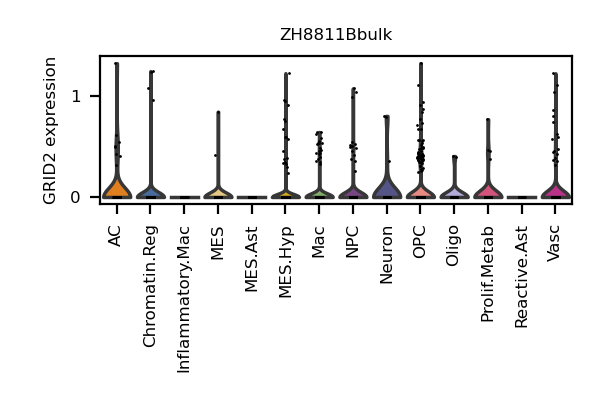 ZH8811Bbulk
GRID2 expression
1
0
AC
Chromatin.Reg
Inflammatory.Mac
MES
MES.Ast
MES.Hyp
Mac
NPC
Neuron
OPC
Oligo
Prolif.Metab
Reactive.Ast
Vasc